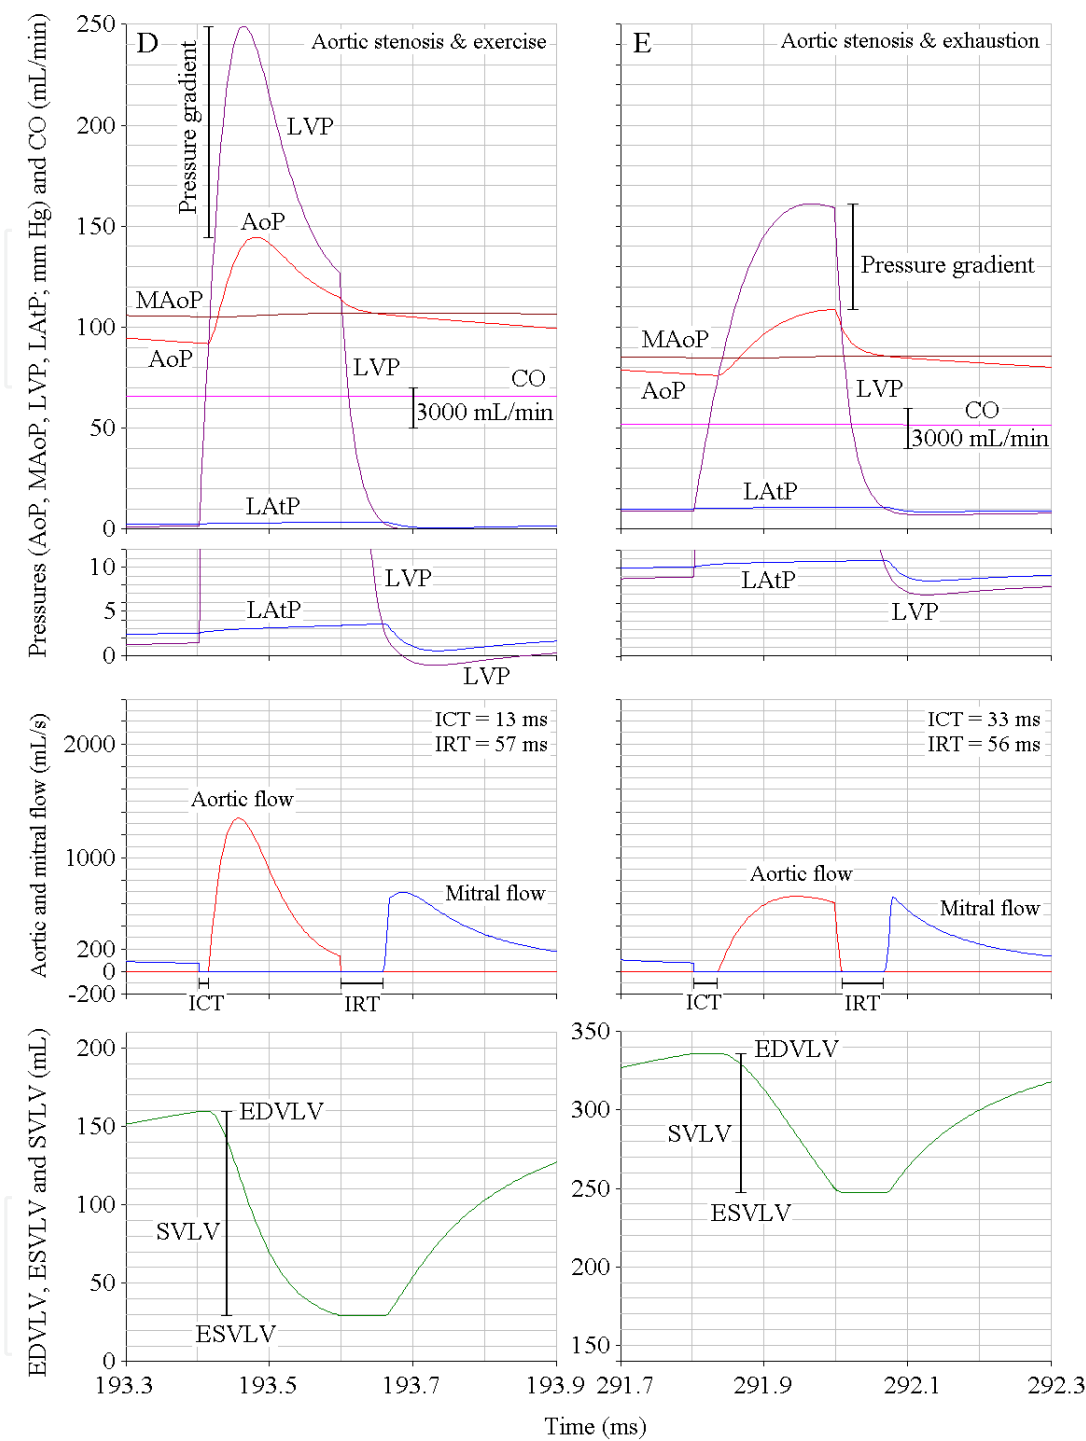 Pressures (AoP, MAoP, LVP, LAtP; mm Hg) and CO (mL/min)
250
200
150
100
50
0
D
Aortic stenosis & exercise
Pressure gradient
LVP
AoP
MAoP
AoP
LVP
CO
3000 mL/min
LAtP
E
Aortic stenosis & exhaustion
Pressure gradient
MAoP
AoP
LVP
CO
3000 mL/min
LAtP
10
5
0
LVP
LAtP
LVP
LAtP
LVP
Aortic and mitral flow (mL/s)
2000
1000
200
0
-200
ICT = 13 ms
IRT = 57 ms
Aortic flow
Mitral flow
ICT
IRT
ICT = 33 ms
IRT = 56 ms
Aortic flow
Mitral flow
ICT
IRT
EDVLV, ESVLV and SVLV (mL)
200
150
100
50
0
EDVLV
SVLV
ESVLV
350
300
250
200
150
EDVLV
SVLV
ESVLV
193.3
193.5
193.7
193.9
291.7
291.9
292.1
292.3
Time (ms)